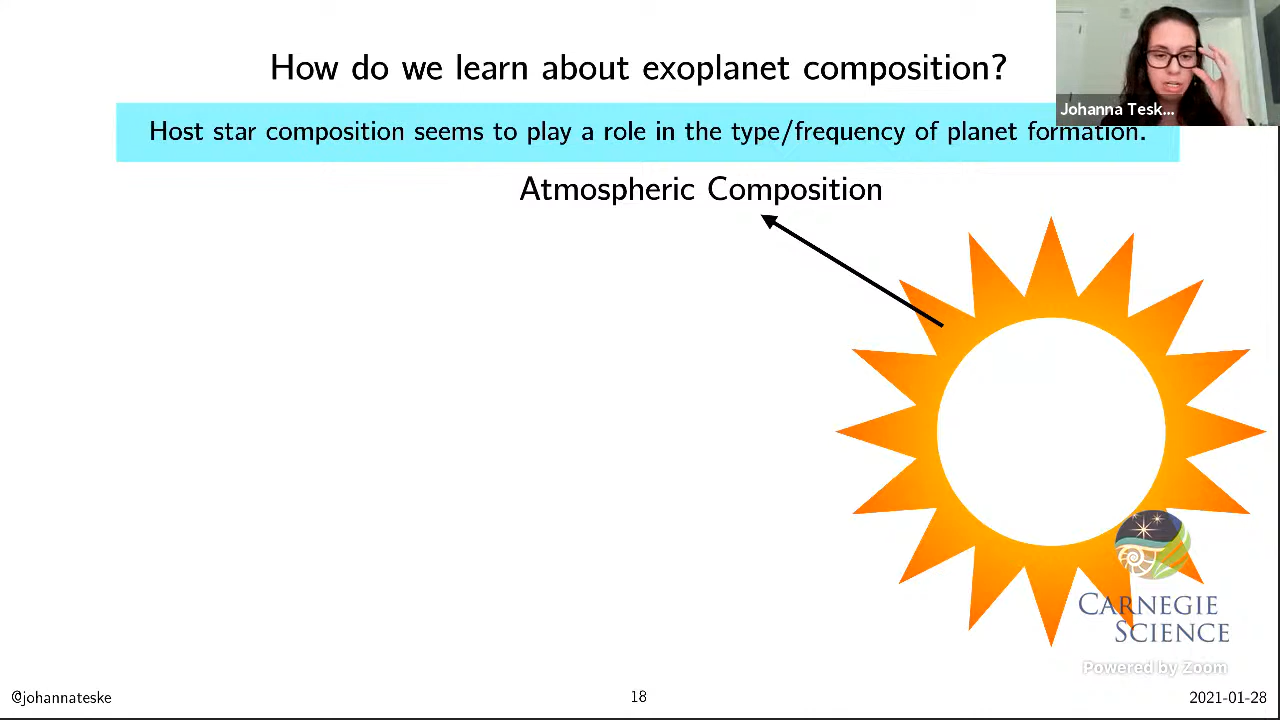 How do we learn about exoplanet composition?
Johanna Tesk...
Host star composition seems to play a role in the type/frequency of planet formation.
Atmospheric Composition
CARNEGIE
SCIENCE
Powered by Zoom
@johannateske
18
2021-01-28